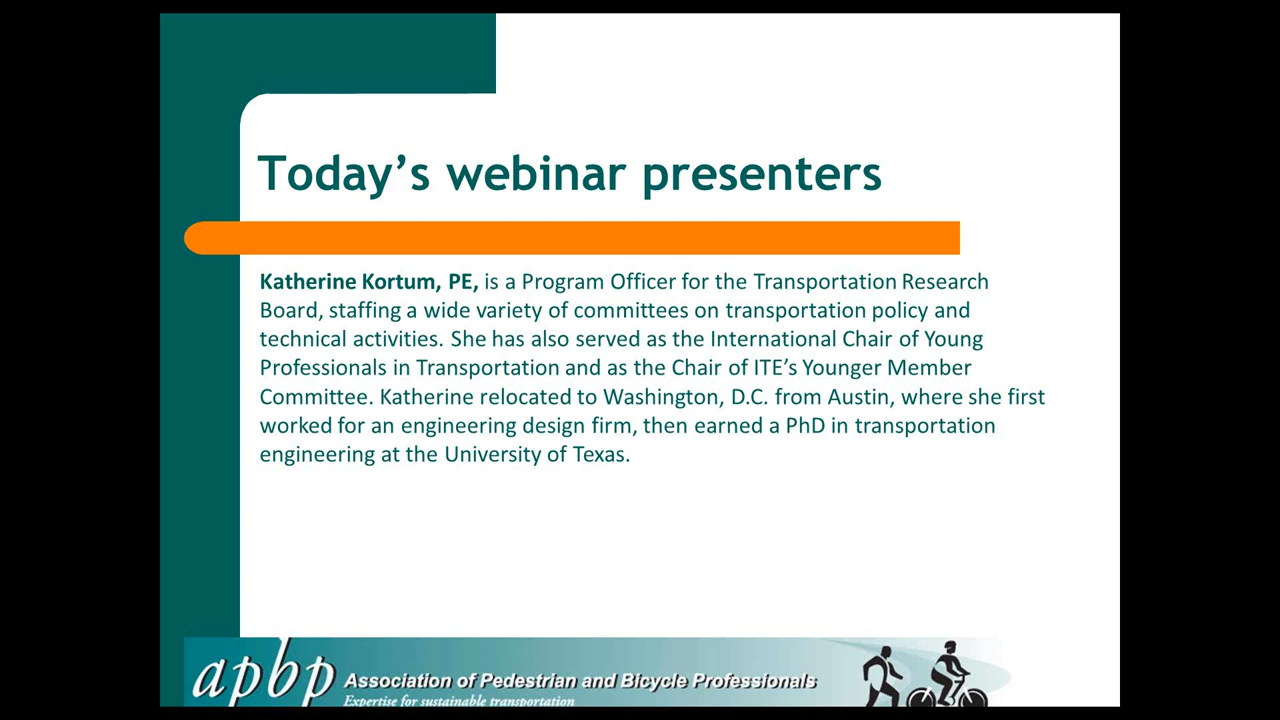 Today’s webinar presenters
Katherine Kortum, PE, is a Program Officer for the Transportation Research
Board, staffing a wide variety of committees on transportation policy and
technical activities. She has also served as the International Chair of Young
Professionals in Transportation and as the Chair of ITE’s Younger Member
Committee. Katherine relocated to Washington, D.C. from Austin, where she first
worked for an engineering design firm, then earned a PhD in transportation
engineering at the University of Texas.
apbp
Association of Pedestrian and Bicycle Professionals
Expertise for sustainable transportation